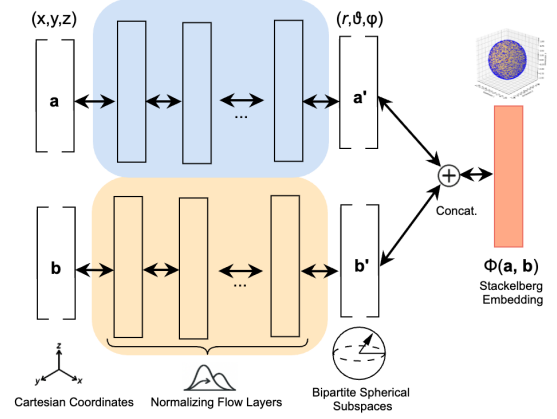 (x,y,z)
(r,ϑ,φ)
a
...
a'
Concat.
b
...
b'
Φ(a, b)
Stackelberg
Embedding
z
y
x
Cartesian Coordinates
Normalizing Flow Layers
Bipartite Spherical
Subspaces